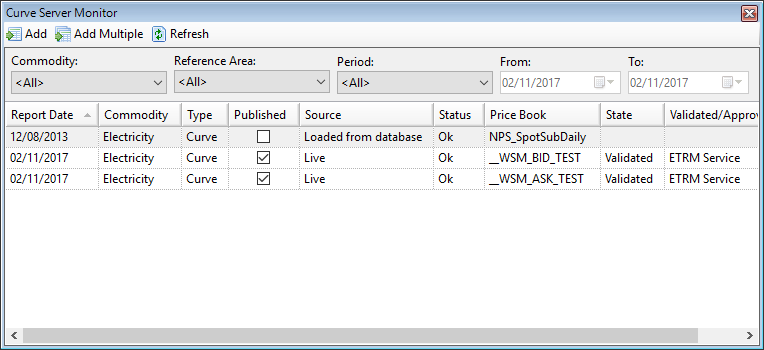 Curve Server Monitor
Add Add Multiple Refresh
Commodity: Reference Area: Period: From: To:
<All> <All> <All> 02/11/2017 02/11/2017
Report Date Commodity Type Published Source Status Price Book State Validated/Approv
12/08/2013 Electricity Curve Loaded from database Ok NPS_SpotSubDaily
02/11/2017 Electricity Curve Live Ok __WSM_BID_TEST Validated ETRM Service
02/11/2017 Electricity Curve Live Ok __WSM_ASK_TEST Validated ETRM Service